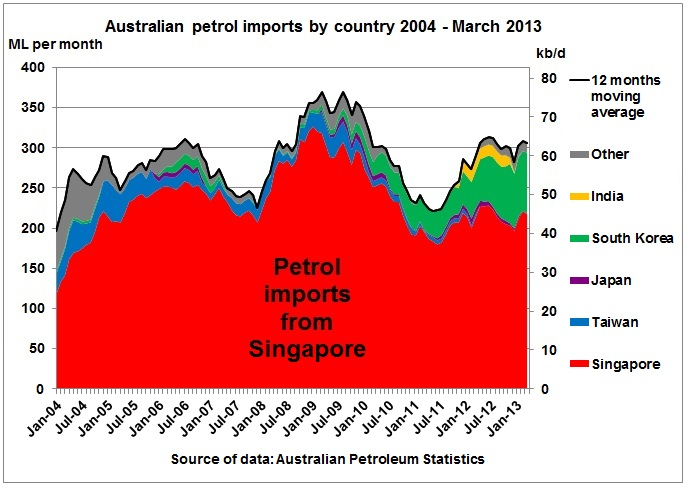 Australian petrol imports by country 2004 - March 2013
ML per month
kb/d
400
350
300
250
200
150
100
50
0
80
70
60
50
40
30
20
10
0
Petrol
imports
from
Singapore
12 months
moving
average
Other
India
South Korea
Japan
Taiwan
Singapore
Jan-04
Jul-04
Jan-05
Jul-05
Jan-06
Jul-06
Jan-07
Jul-07
Jan-08
Jul-08
Jan-09
Jul-09
Jan-10
Jul-10
Jan-11
Jul-11
Jan-12
Jul-12
Jan-13
Source of data: Australian Petroleum Statistics